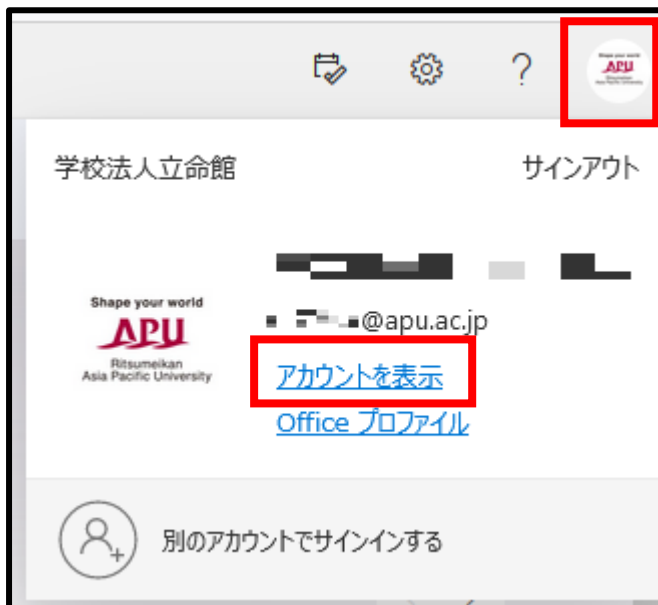 学校法人立命館
サインアウト
Shape your world
APU
Ritsumeikan
Asia Pacific University
@apu.ac.jp
アカウントを表示
Office プロファイル
別のアカウントでサインインする